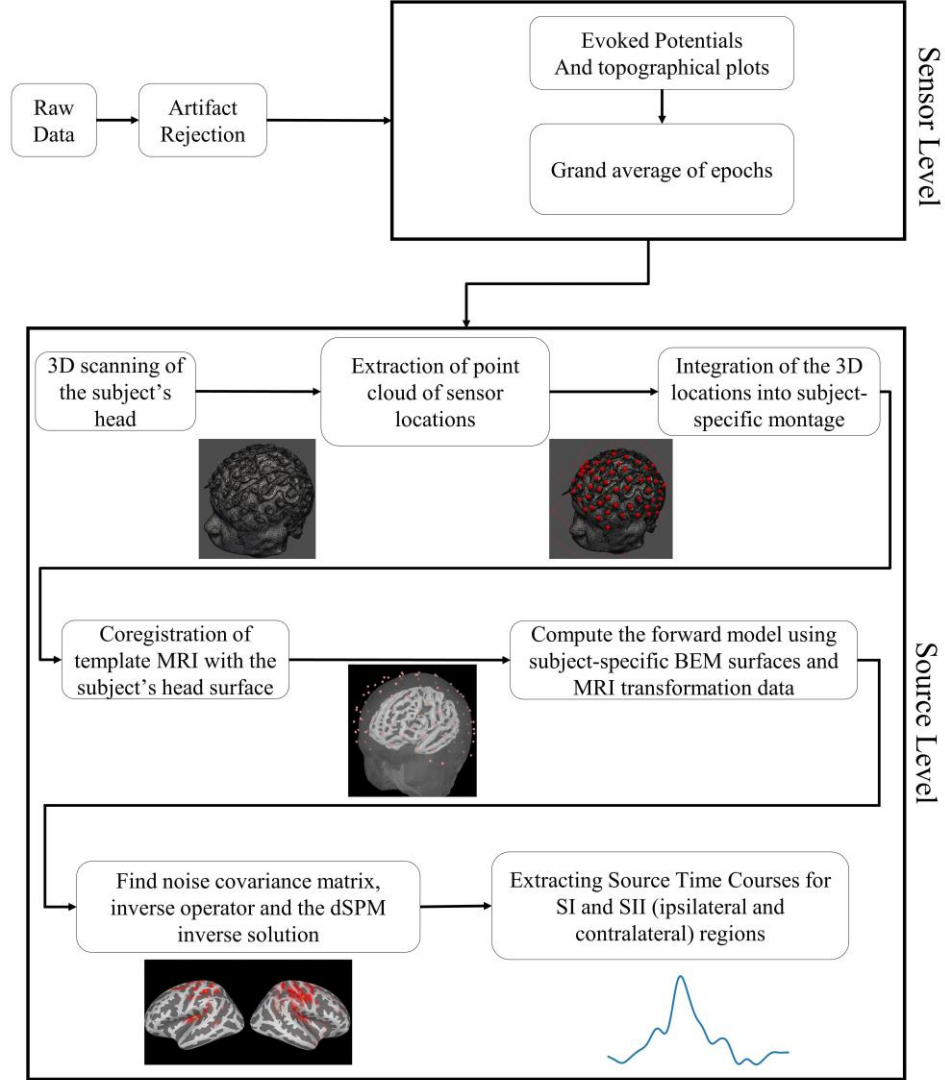 Evoked Potentials
And topographical plots
Raw
Data
Artifact
Rejection
Grand average of epochs
Sensor Level
3D scanning of
the subject’s
head
Extraction of point
cloud of sensor
locations
Integration of the 3D
locations into subject-
specific montage
Coregistration of
template MRI with the
subject’s head surface
Compute the forward model using
subject-specific BEM surfaces and
MRI transformation data
Source Level
Find noise covariance matrix,
inverse operator and the dSPM
inverse solution
Extracting Source Time Courses for
SI and SII (ipsilateral and
contralateral) regions